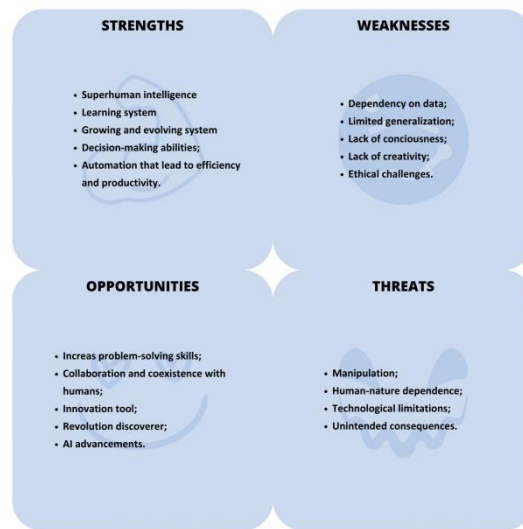 STRENGTHS
• Superhuman intelligence
• Learning system
• Growing and evolving system
• Decision-making abilities;
• Automation that lead to efficiency
and productivity.
WEAKNESSES
• Dependency on data;
• Limited generalization;
• Lack of conciousness;
• Lack of creativity;
• Ethical challenges.
OPPORTUNITIES
• Increas problem-solving skills;
• Collaboration and coexistence with
humans;
• Innovation tool;
• Revolution discoverer;
• AI advancements.
THREATS
• Manipulation;
• Human-nature dependence;
• Technological limitations;
• Unintended consequences.